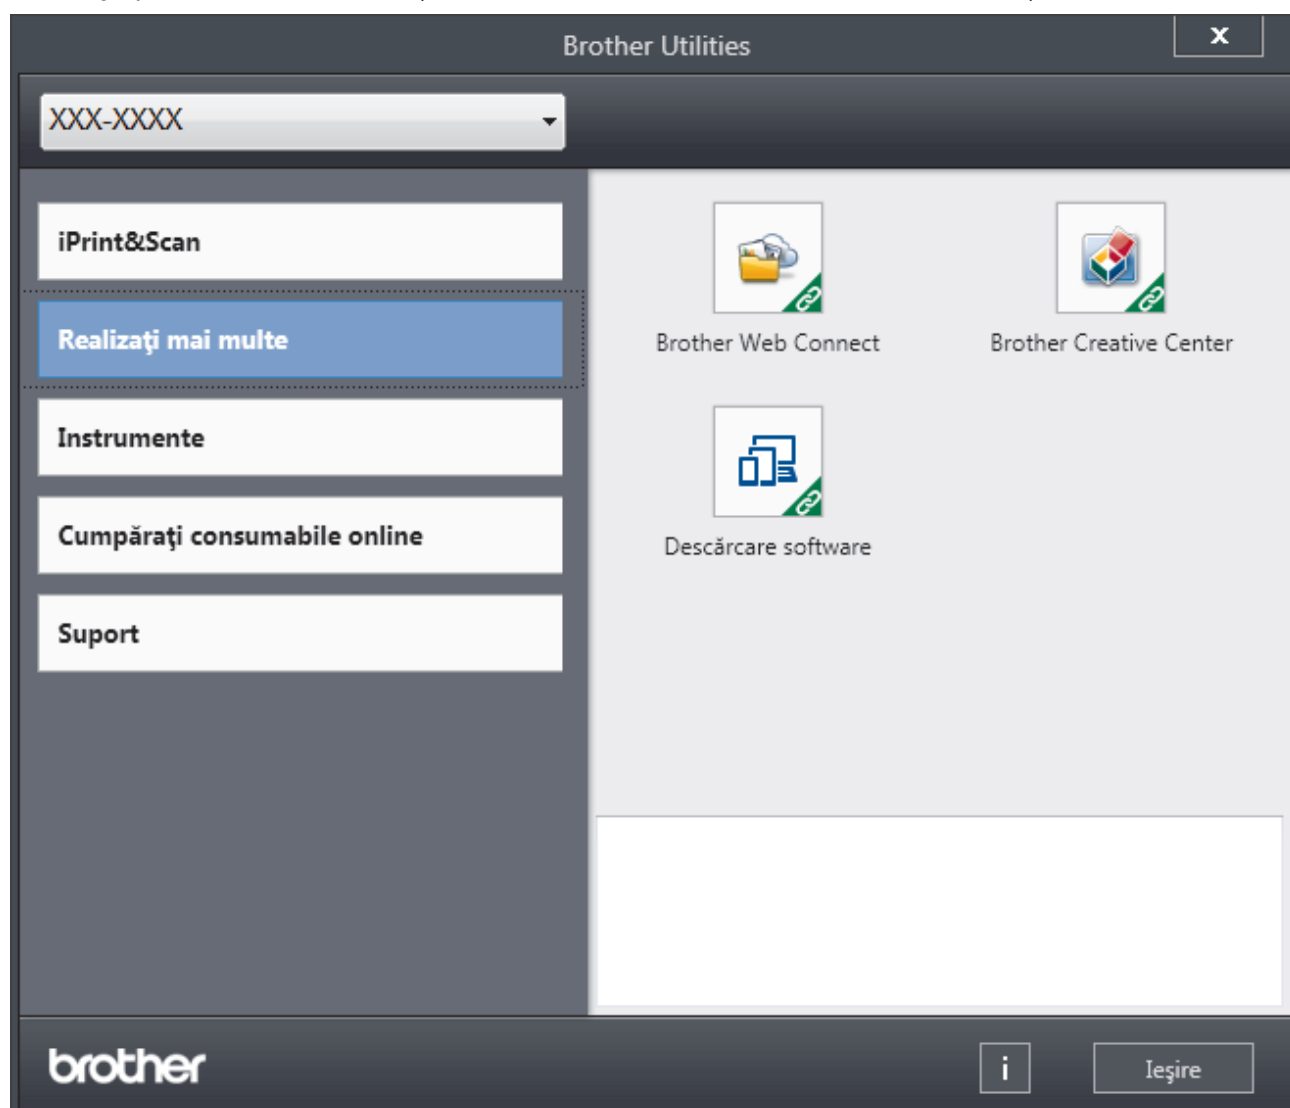 Brother Utilities
x
XXX-XXXX
iPrint&Scan
Realizaţi mai multe
Instrumente
Cumpăraţi consumabile online
Suport
Brother Web Connect
Brother Creative Center
Descărcare software
brother
i
Ieşire